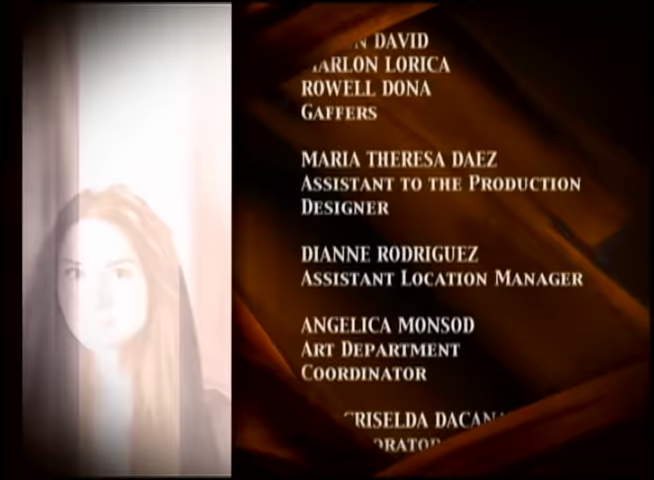 DAVID
MARLON LORICA
ROWELL DONA
GAFFERS
MARIA THERESA DAEZ
ASSISTANT TO THE PRODUCTION
DESIGNER
DIANNE RODRIGUEZ
ASSISTANT LOCATION MANAGER
ANGELICA MONSOD
ART DEPARTMENT
COORDINATOR
GRISELDA